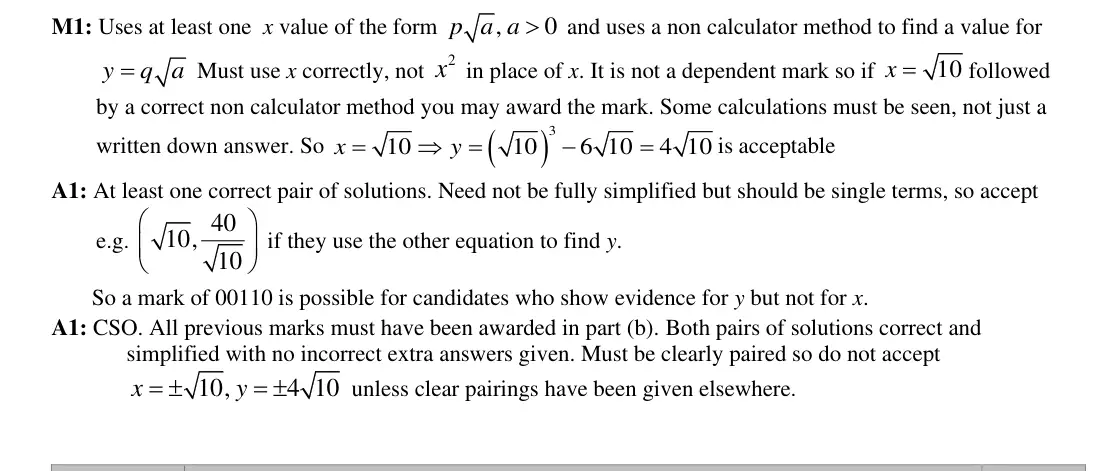 M1: Uses at least one x value of the form p√a, a > 0 and uses a non calculator method to find a value for
y = q√a Must use x correctly, not x² in place of x. It is not a dependent mark so if x = √10 followed
by a correct non calculator method you may award the mark. Some calculations must be seen, not just a
written down answer. So x = √10 ⇒ y = (√10)³ − 6√10 = 4√10 is acceptable
A1: At least one correct pair of solutions. Need not be fully simplified but should be single terms, so accept
e.g. (√10, 40/√10) if they use the other equation to find y.
So a mark of 00110 is possible for candidates who show evidence for y but not for x.
A1: CSO. All previous marks must have been awarded in part (b). Both pairs of solutions correct and
simplified with no incorrect extra answers given. Must be clearly paired so do not accept
x = ±√10, y = ±4√10 unless clear pairings have been given elsewhere.